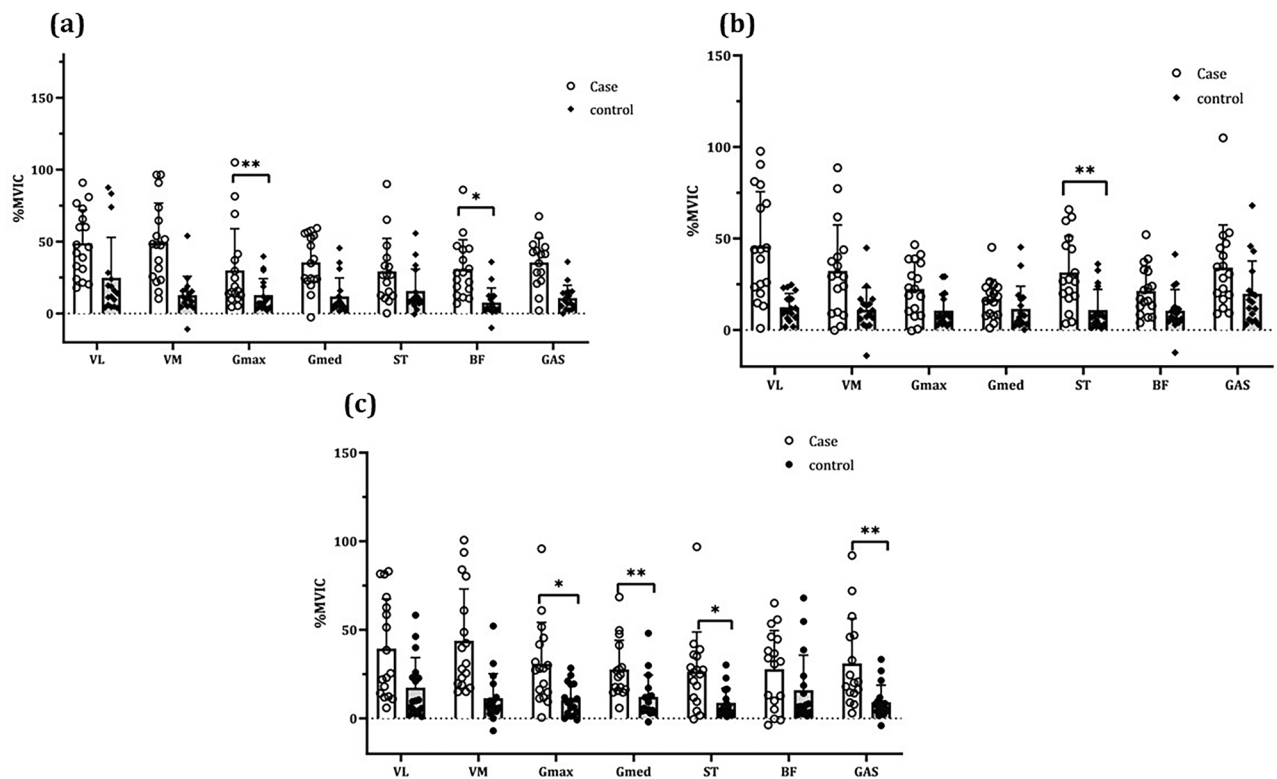 (a)
%MVIC
150
100
50
0
Case
control
**
*
VL VM Gmax Gmed ST BF GAS
(b)
%MVIC
150
100
50
0
Case
control
**
VL VM Gmax Gmed ST BF GAS
(c)
%MVIC
150
100
50
0
Case
control
*
**
*
**
VL VM Gmax Gmed ST BF GAS